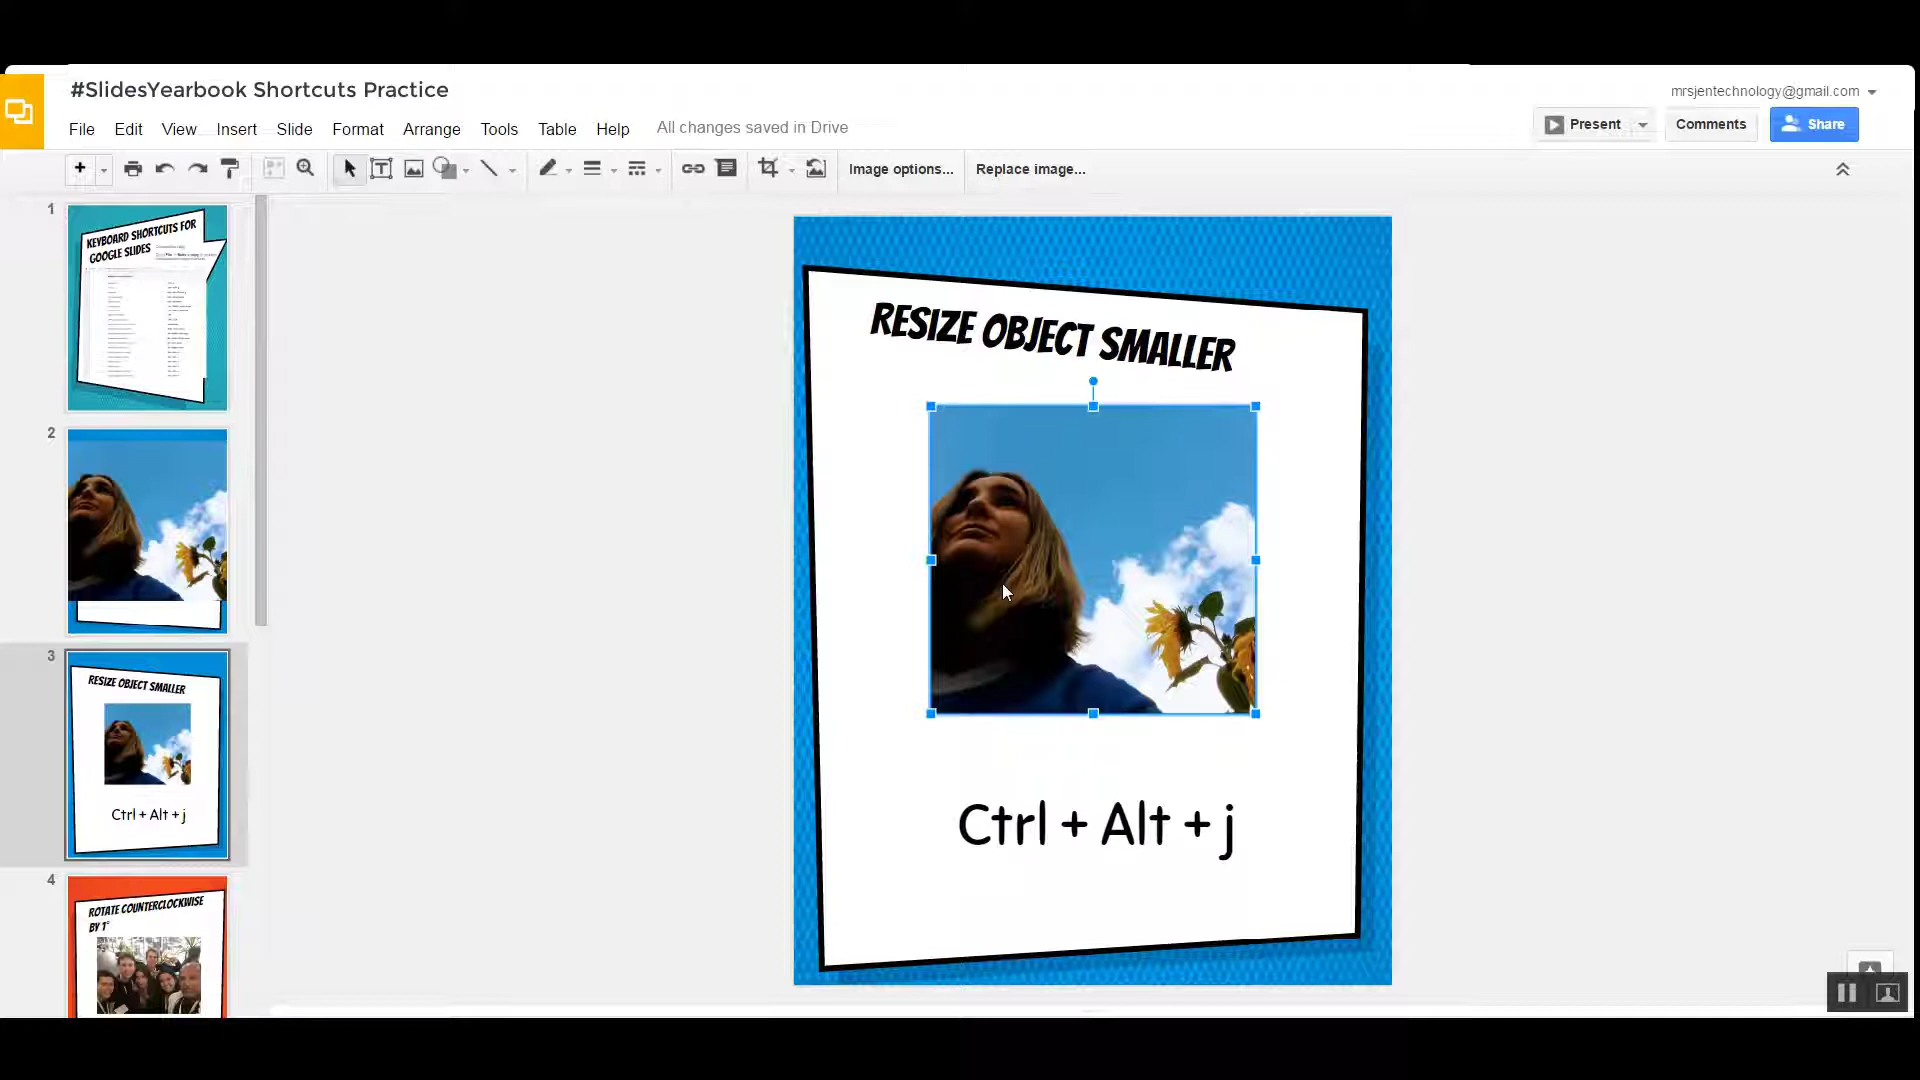 #SlidesYearbook Shortcuts Practice
mrsjentechnology@gmail.com
File Edit View Insert Slide Format Arrange Tools Table Help All changes saved in Drive
Present Comments Share
Image options... Replace image...
1
KEYBOARD SHORTCUTS FOR
GOOGLE SLIDES
2
3
RESIZE OBJECT SMALLER
Ctrl + Alt + j
4
ROTATE COUNTERCLOCKWISE
BY 1°
RESIZE OBJECT SMALLER
Ctrl + Alt + j